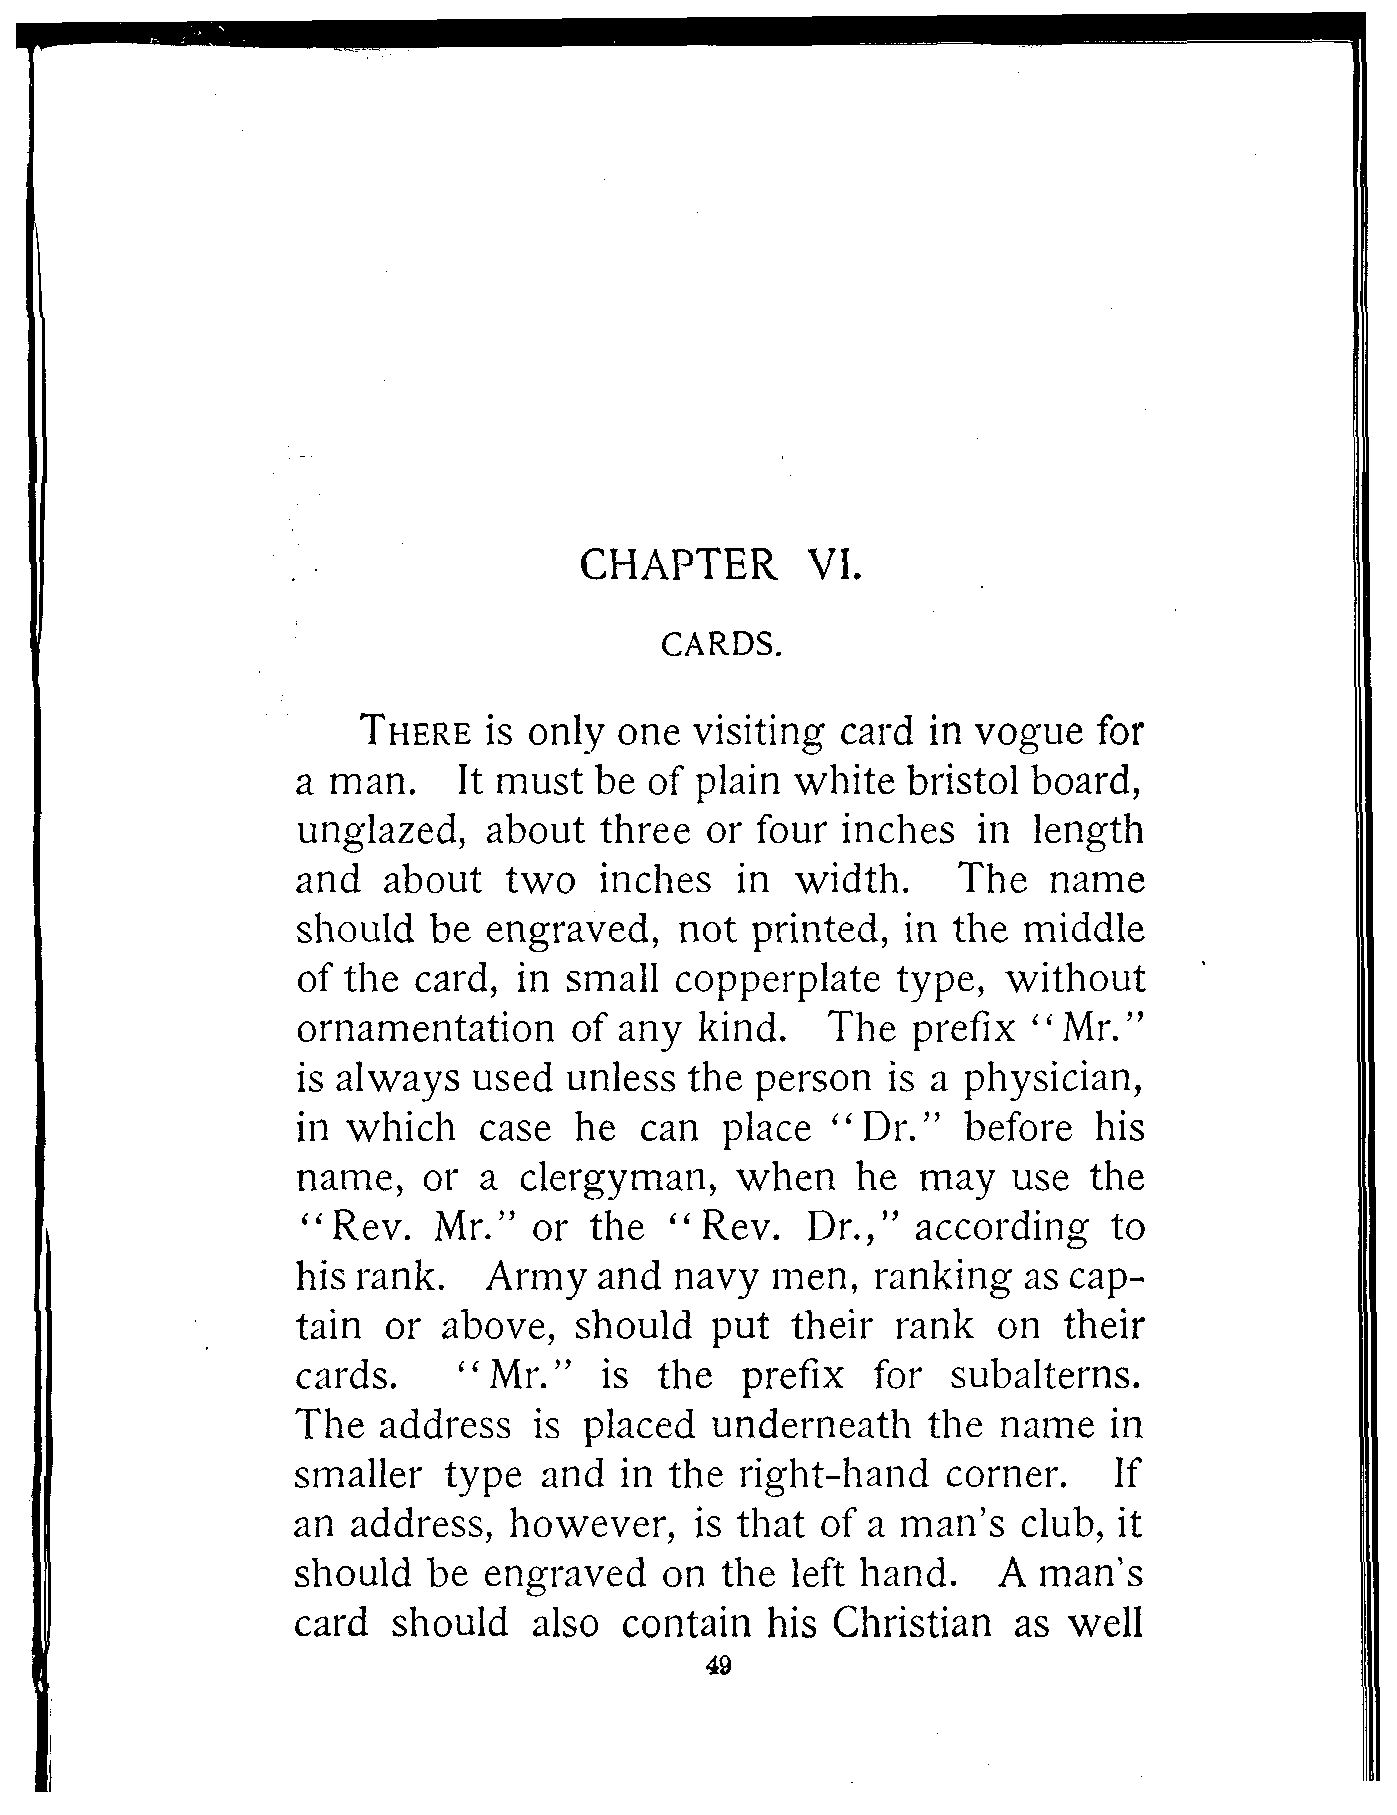 CHAPTER VI.
CARDS.
THERE is only one visiting card in vogue for
a man. It must be of plain white bristol board,
unglazed, about three or four inches in length
and about two inches in width. The name
should be engraved, not printed, in the middle
of the card, in small copperplate type, without
ornamentation of any kind. The prefix "Mr."
is always used unless the person is a physician,
in which case he can place "Dr." before his
name, or a clergyman, when he may use the
"Rev. Mr." or the "Rev. Dr.," according to
his rank. Army and navy men, ranking as cap-
tain or above, should put their rank on their
cards. "Mr." is the prefix for subalterns.
The address is placed underneath the name in
smaller type and in the right-hand corner. If
an address, however, is that of a man's club, it
should be engraved on the left hand. A man's
card should also contain his Christian as well
49